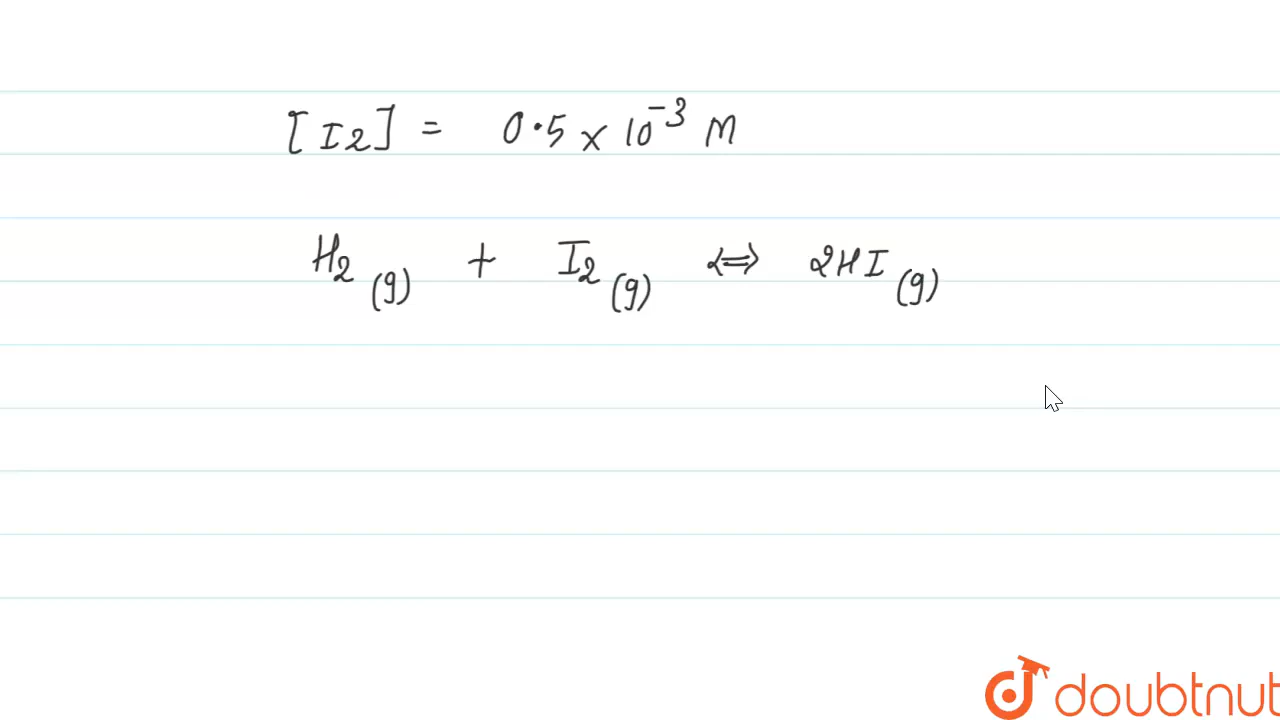 [I2] = 0.5 x 10⁻³ M
H₂(g) + I₂(g) ⇔ 2HI(g)
doubtnut